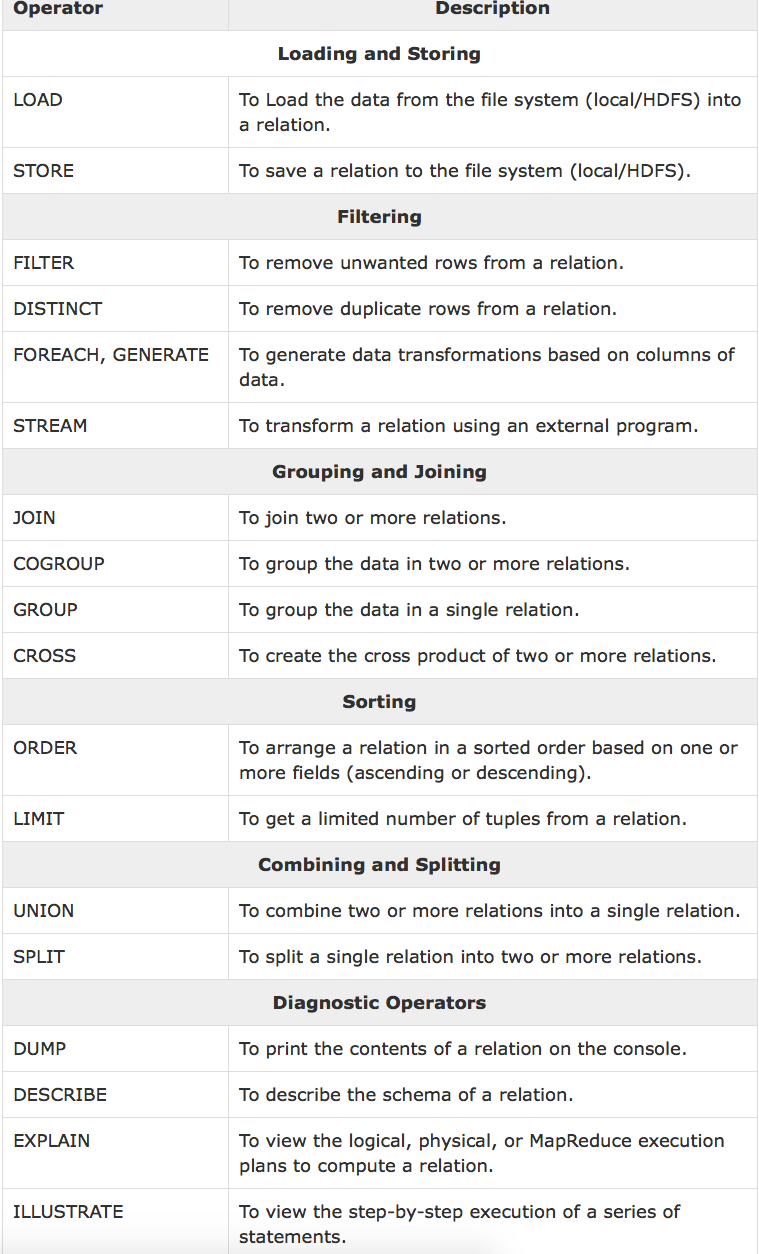 Operator Description
Loading and Storing
LOAD To Load the data from the file system (local/HDFS) into
a relation.
STORE To save a relation to the file system (local/HDFS).
Filtering
FILTER To remove unwanted rows from a relation.
DISTINCT To remove duplicate rows from a relation.
FOREACH, GENERATE To generate data transformations based on columns of
data.
STREAM To transform a relation using an external program.
Grouping and Joining
JOIN To join two or more relations.
COGROUP To group the data in two or more relations.
GROUP To group the data in a single relation.
CROSS To create the cross product of two or more relations.
Sorting
ORDER To arrange a relation in a sorted order based on one or
more fields (ascending or descending).
LIMIT To get a limited number of tuples from a relation.
Combining and Splitting
UNION To combine two or more relations into a single relation.
SPLIT To split a single relation into two or more relations.
Diagnostic Operators
DUMP To print the contents of a relation on the console.
DESCRIBE To describe the schema of a relation.
EXPLAIN To view the logical, physical, or MapReduce execution
plans to compute a relation.
ILLUSTRATE To view the step-by-step execution of a series of
statements.